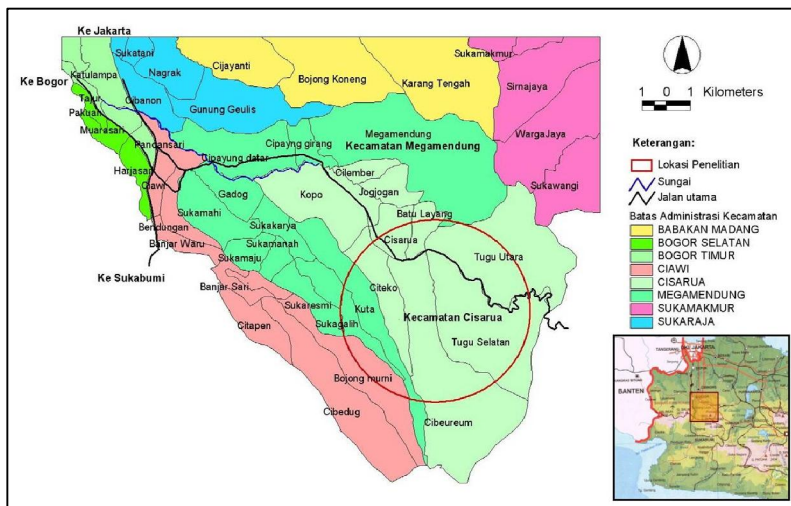 Ke Jakarta
Sukatani
Katulampa
Nagrak
Cijayanti
Bojong Koneng
Sukamakmur
Karang Tengah
Sirnajaya
Ke Bogor
Tajur
Cibanon
Gunung Geulis
Pakuan
Muarasari
Pandansari
Cipayung datar
Cipayng girang
Megamendung
Kecamatan Megamendung
WargaJaya
Harjasari
Ciawi
Gadog
Kopo
Cilember
Jogjogan
Sukawangi
Sukamahi
Batu Layang
Bendungan
Sukakarya
Cisarua
Banjar Waru
Sukamanah
Tugu Utara
Ke Sukabumi
Sukamaju
Citeko
Banjar Sari
Sukaresmi
Kuta
Kecamatan Cisarua
Citapen
Sukagalih
Tugu Selatan
Bojong murni
Cibedug
Cibeureum
1 0 1 Kilometers
Keterangan:
Lokasi Penelitian
Sungai
Jalan utama
Batas Administrasi Kecamatan
BABAKAN MADANG
BOGOR SELATAN
BOGOR TIMUR
CIAWI
CISARUA
MEGAMENDUNG
SUKAMAKMUR
SUKARAJA
BANTEN